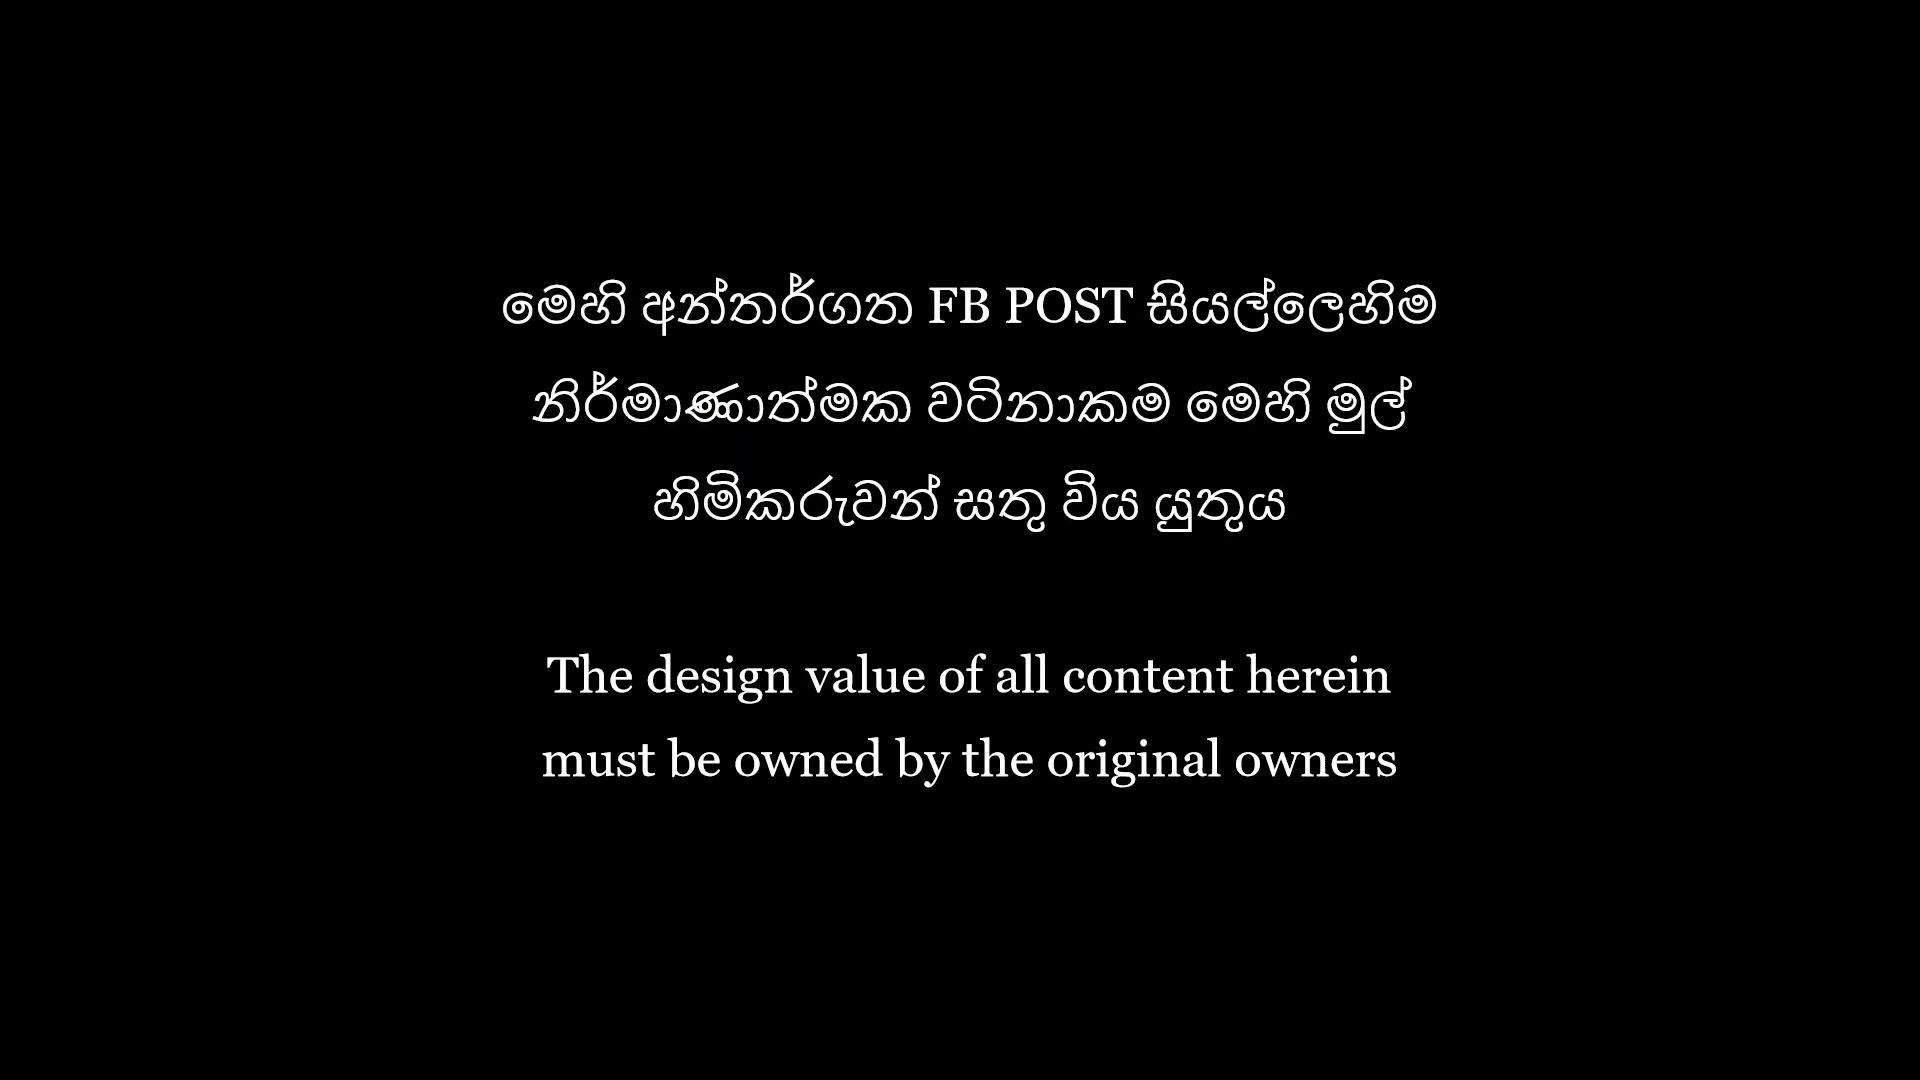 මෙහි අන්තර්ගත FB POST සියල්ලෙහිම
නිර්මාණාත්මක වටිනාකම මෙහි මුල්
හිමිකරුවන් සතු විය යුතුය
The design value of all content herein
must be owned by the original owners